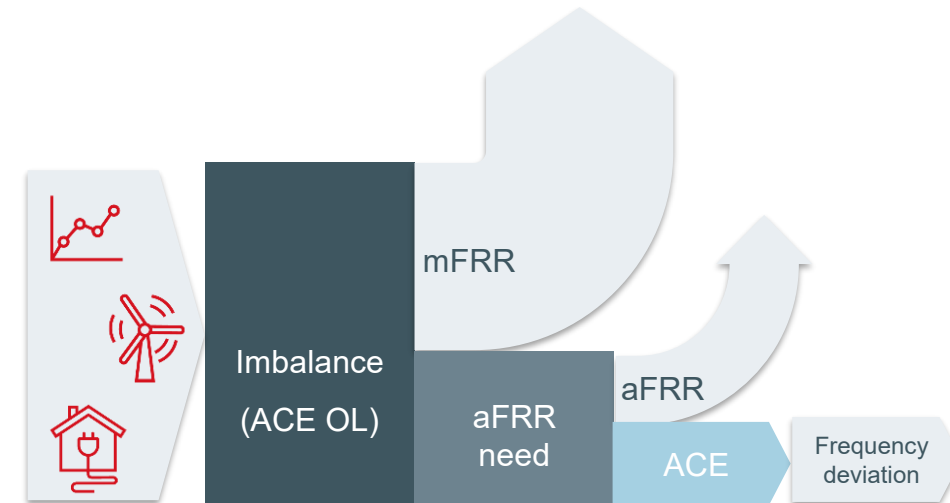 mFRR
Imbalance
(ACE OL)
aFRR
need
aFRR
ACE
Frequency
deviation